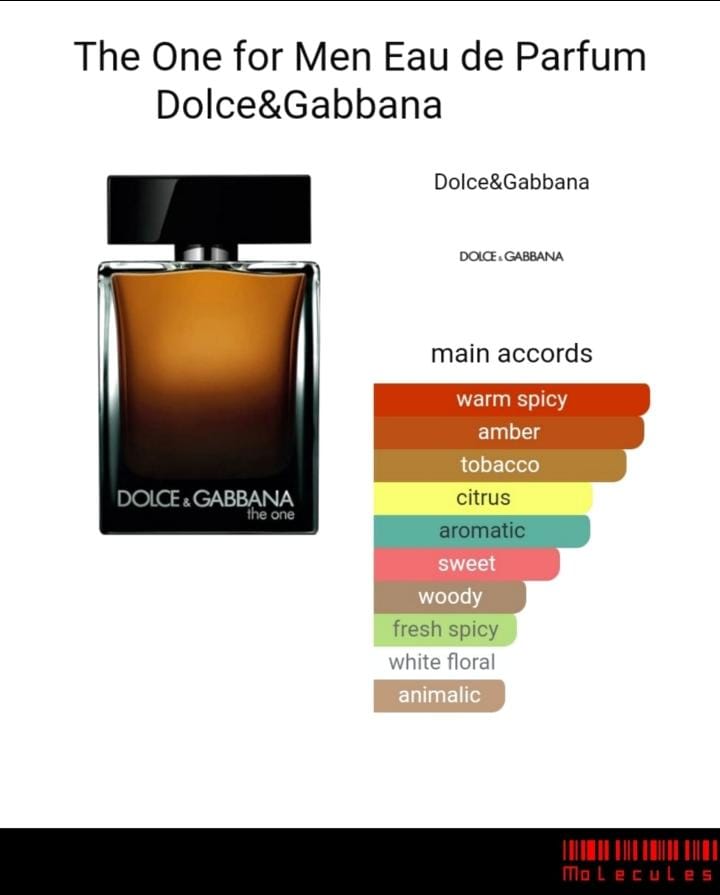 The One for Men Eau de Parfum
Dolce&Gabbana
Dolce&Gabbana
DOLCE & GABBANA
main accords
warm spicy
amber
tobacco
citrus
aromatic
sweet
woody
fresh spicy
white floral
animalic
DOLCE & GABBANA
the one
MoLecuLes